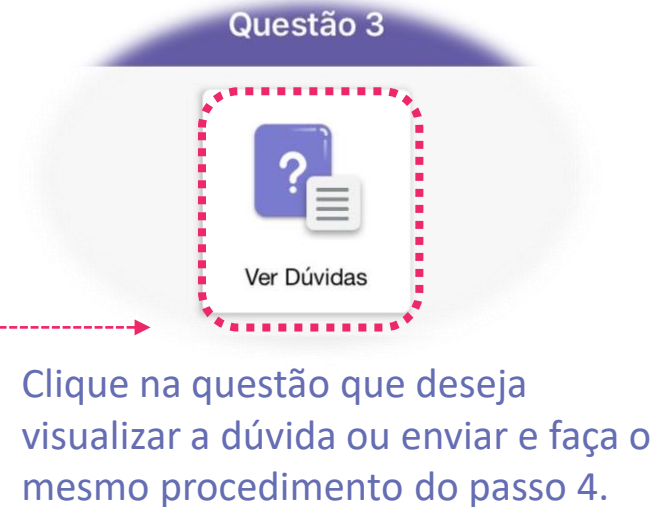 Questão 3
?
Ver Dúvidas
Clique na questão que deseja
visualizar a dúvida ou enviar e faça o
mesmo procedimento do passo 4.